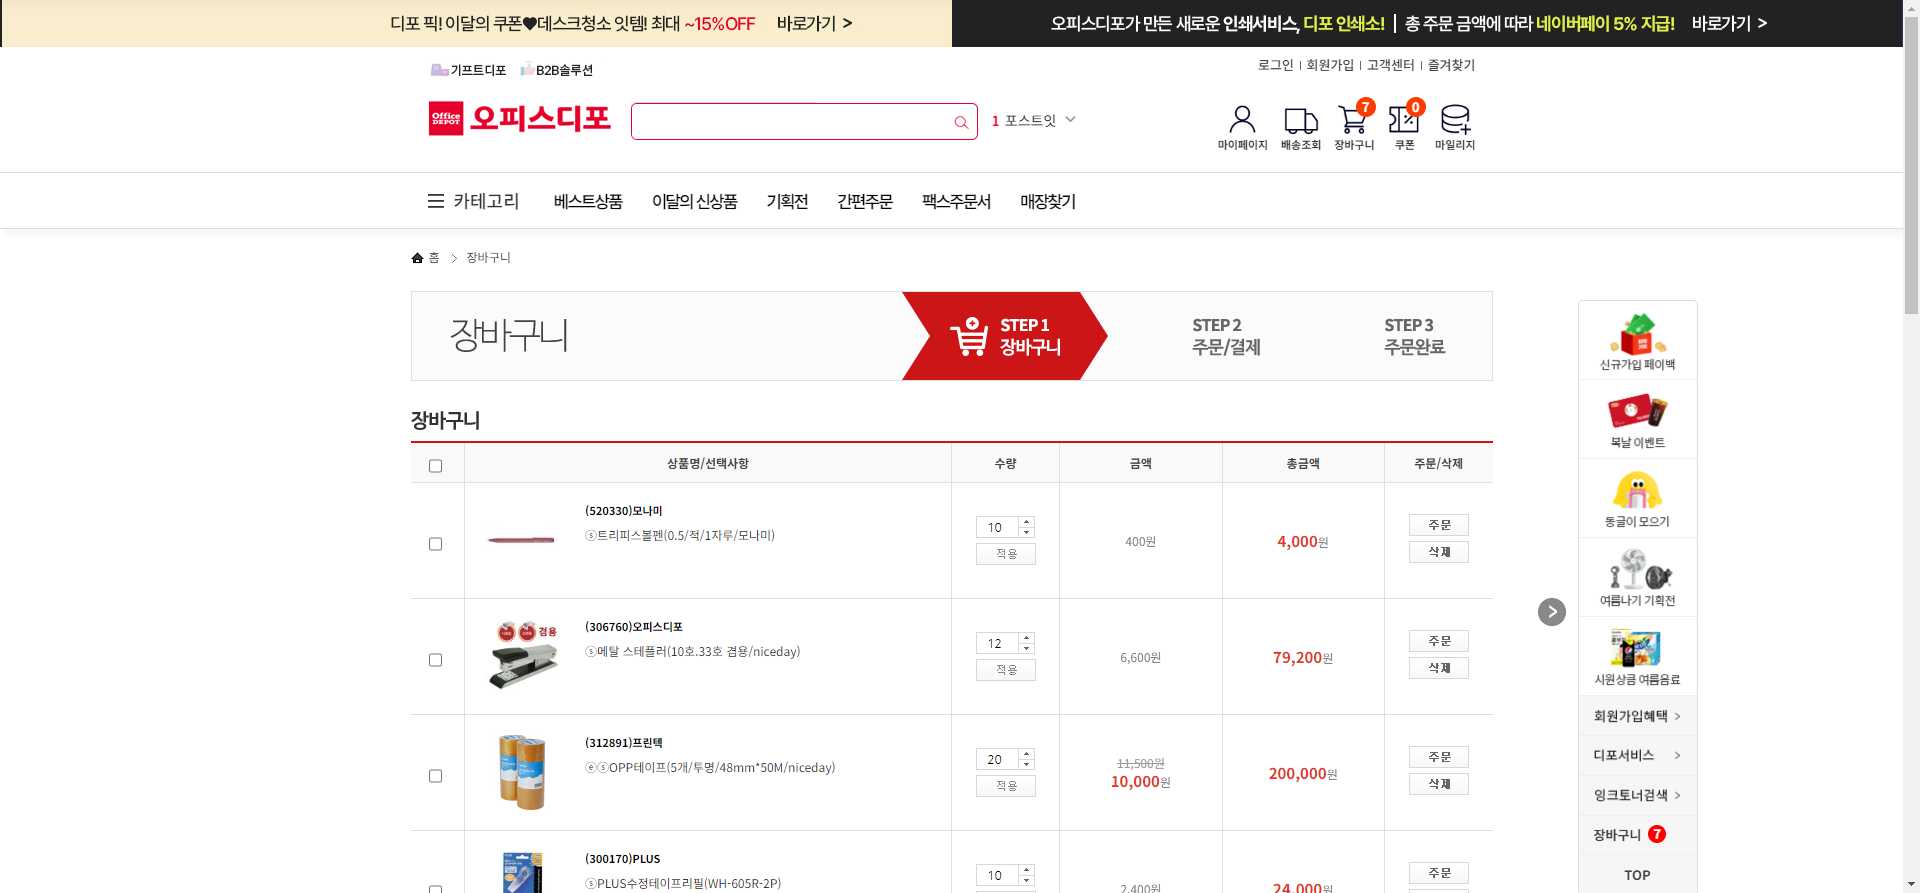 디포 픽! 이달의 쿠폰♥데스크청소 잇템! 최대 ~15%OFF 바로가기 >
오피스디포가 만든 새로운 인쇄서비스, 디포 인쇄소! | 총 주문 금액에 따라 네이버페이 5% 지급! 바로가기 >
기프트디포 B2B솔루션
로그인 | 회원가입 | 고객센터 | 즐겨찾기
Office DEPOT 오피스디포
1 포스트잇
7
0
마이페이지 배송조회 장바구니 쿠폰 마일리지
카테고리 베스트상품 이달의 신상품 기획전 간편주문 팩스주문서 매장찾기
홈 > 장바구니
장바구니
STEP 1
장바구니
STEP 2
주문/결제
STEP 3
주문완료
장바구니
상품명/선택사항 수량 금액 총금액 주문/삭제
(520330)모나미
ⓢ트리피스볼펜(0.5/적/1자루/모나미)
10
적용
400원
4,000원
주문
삭제
겸용
(306760)오피스디포
ⓢ메탈 스테플러(10호.33호 겸용/niceday)
12
적용
6,600원
79,200원
주문
삭제
(312891)프린텍
ⓔⓢOPP테이프(5개/투명/48mm*50M/niceday)
20
적용
11,500원
10,000원
200,000원
주문
삭제
(300170)PLUS
ⓢPLUS수정테이프리필(WH-605R-2P)
10
2,400원
24,000원
주문
신규가입 페이백
복날 이벤트
동글이 모으기
여름나기 기획전
시원상큼 여름음료
회원가입혜택 >
디포서비스 >
잉크토너검색 >
장바구니 7
TOP